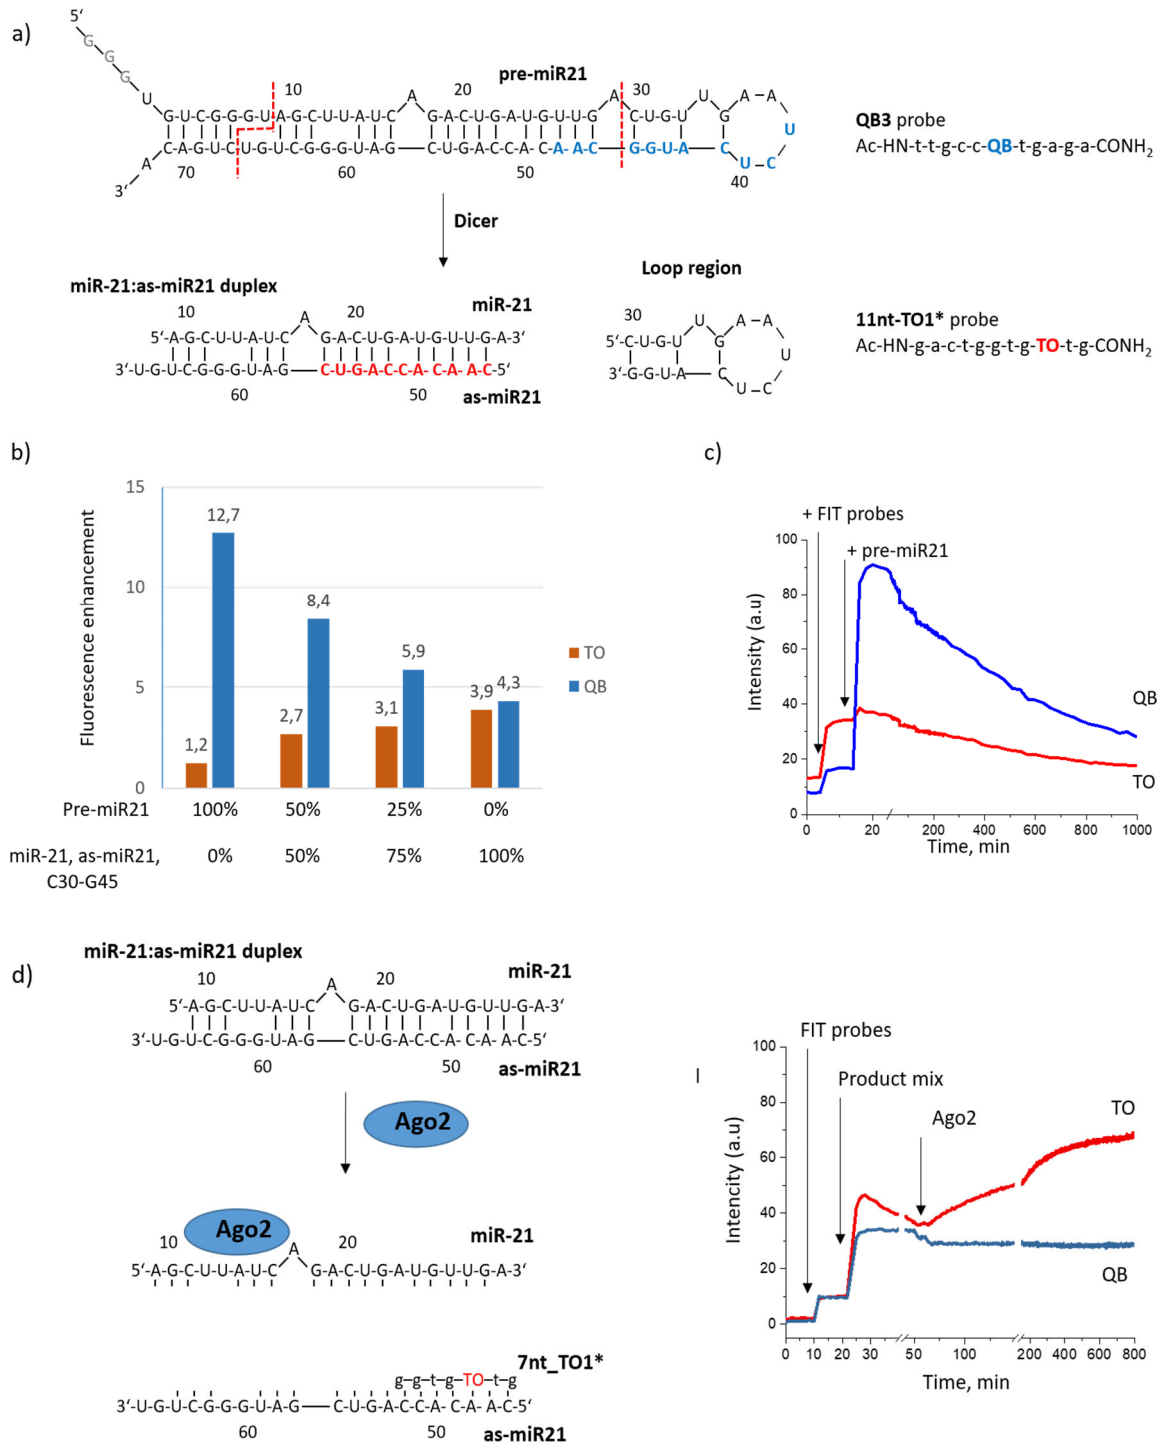 a)
5‘
G
G
G
U
pre-miR21
10
20
30
A
A
U
A–A
G-U-C-G-G-G-U-A-G-C-U-U-A-U-C
G-A-C-U-G-A-U-G-U-U-G
C-U-G-U
G
U
C-A-G-A-C-U-G-U-C-U-G-G-G-U-A-G
C-U-G-A-C-C-A-C-A-A-C
G-G-U-A
C
U
C
A
3‘
70
60
50
40
QB3 probe
Ac-HN-t-t-g-c-c-QB-t-g-a-g-a-CONH2
Dicer
miR-21:as-miR21 duplex
10
A
20
miR-21
5‘-A-G-C-U-U-A-U-C
G-A-C-U-G-A-U-G-U-U-G-A-3‘
3‘-U-G-U-C-G-G-G-U-A-G
C-U-G-A-C-C-A-C-A-A-C-5‘
60
50
as-miR21
Loop region
30
U
A–A
5‘-C-U-G-U
G
U
3‘-G-G-U-A
C
U
C
11nt-TO1* probe
Ac-HN-g-a-c-t-g-g-t-g-TO-t-g-CONH2
b)
Fluorescence enhancement
15
10
5
0
1,2
12,7
2,7
8,4
3,1
5,9
3,9
4,3
TO
QB
Pre-miR21 100% 50% 25% 0%
miR-21, as-miR21, 0% 50% 75% 100%
C30-G45
c)
+ FIT probes
+ pre-miR21
Intensity (a.u)
100
80
60
40
20
0
QB
TO
0 20 200 400 600 800 1000
Time, min
d)
miR-21:as-miR21 duplex
10
A
20
miR-21
5‘-A-G-C-U-U-A-U-C
G-A-C-U-G-A-U-G-U-U-G-A-3‘
3‘-U-G-U-C-G-G-G-U-A-G
C-U-G-A-C-C-A-C-A-A-C-5‘
60
50
as-miR21
Ago2
Ago2
10
A
20
miR-21
5‘-A-G-C-U-U-A-U-C
G-A-C-U-G-A-U-G-U-U-G-A-3‘
7nt_TO1*
g–g–t–g–TO–t–g
3‘-U-G-U-C-G-G-G-U-A-G
C-U-G-A-C-C-A-C-A-A-C-5‘
60
50
as-miR21
I
FIT probes
Product mix
Ago2
Intencity (a.u)
100
80
60
40
20
0
TO
QB
0 10 20 30 50 100 200 400 600 800
Time, min